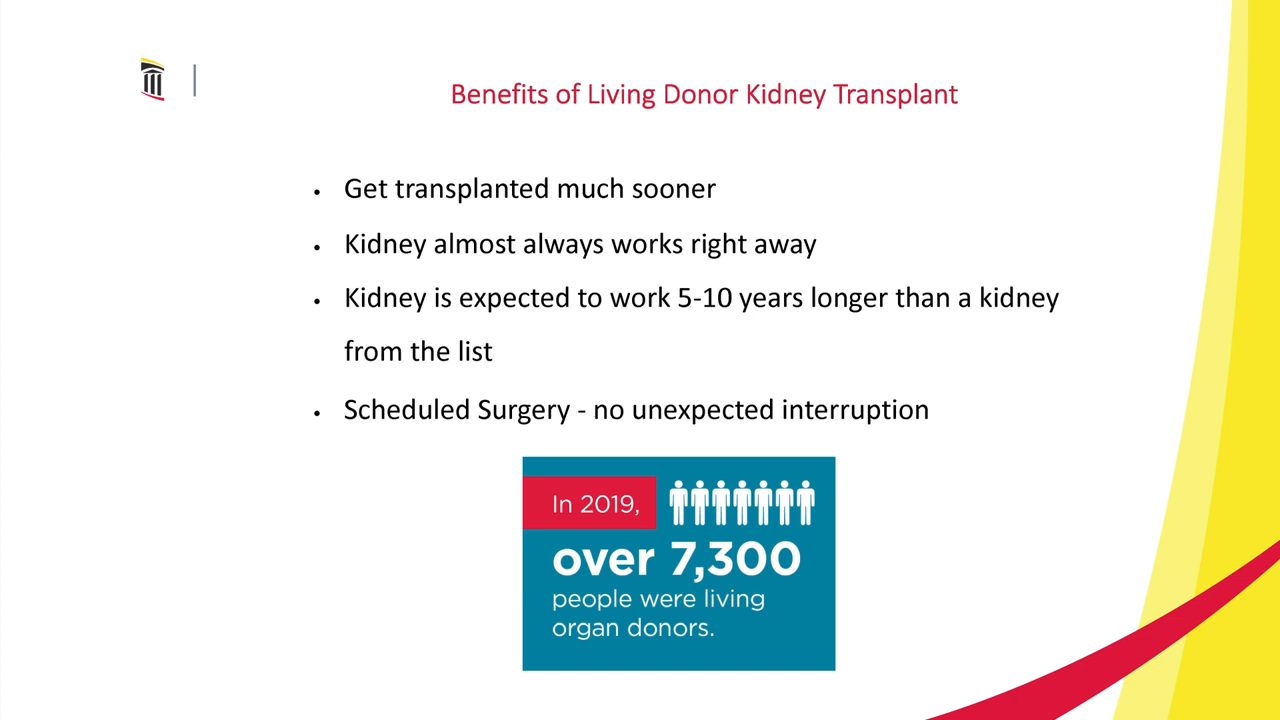 Benefits of Living Donor Kidney Transplant
• Get transplanted much sooner
• Kidney almost always works right away
• Kidney is expected to work 5-10 years longer than a kidney
from the list
• Scheduled Surgery - no unexpected interruption
In 2019,
over 7,300
people were living
organ donors.